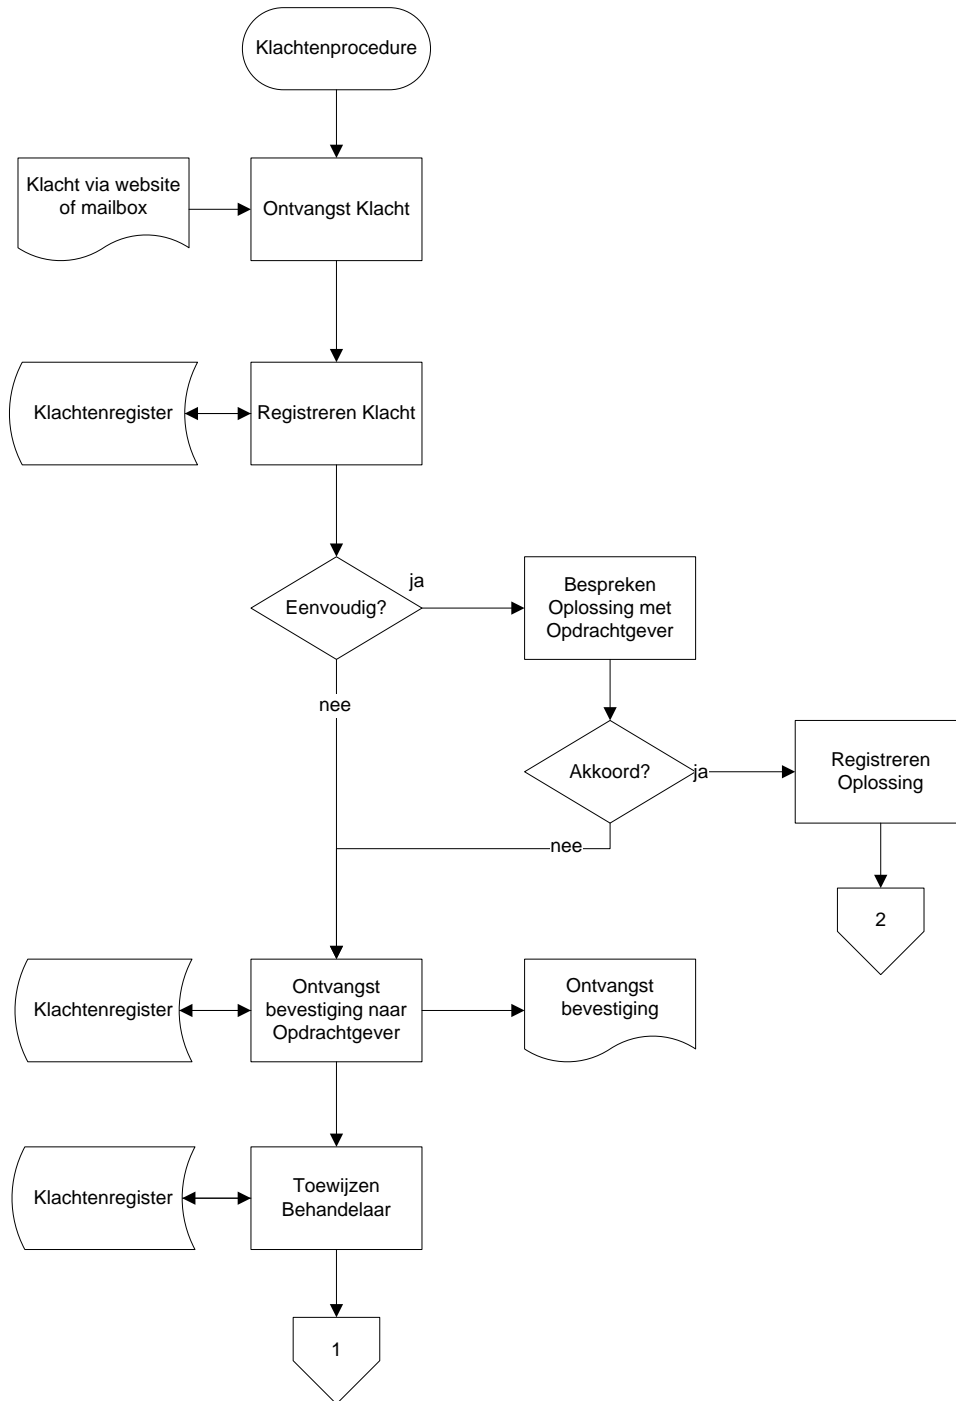 Klachtenprocedure
Klacht via website
of mailbox
Ontvangst Klacht
Klachtenregister
Registreren Klacht
Eenvoudig?
ja
Bespreken
Oplossing met
Opdrachtgever
nee
Akkoord?
ja
Registreren
Oplossing
nee
2
Klachtenregister
Ontvangst
bevestiging naar
Opdrachtgever
Ontvangst
bevestiging
Klachtenregister
Toewijzen
Behandelaar
1